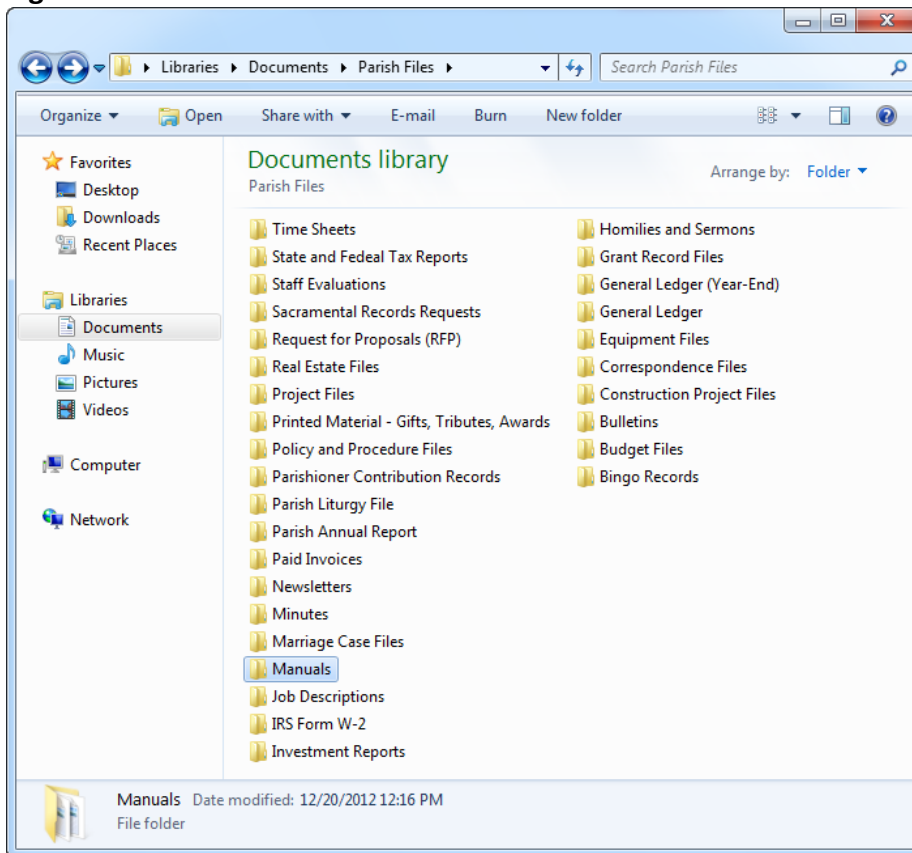 Libraries Documents Parish Files Search Parish Files
Organize Open Share with E-mail Burn New folder
Favorites
Desktop
Downloads
Recent Places
Libraries
Documents
Music
Pictures
Videos
Computer
Network
Documents library
Parish Files
Arrange by: Folder
Time Sheets
State and Fedeal Tax Reports
Staff Evaluations
Sacramental Records Requests
Request for Proposals (RFP)
Real Estate Files
Project Files
Printed Material - Gifts, Tributes, Awards
Policy and Procedure Files
Parishioner Contribution Records
Parish Liturgy File
Parish Annual Report
Paid Invoices
Newsletters
Minutes
Marriage Case Files
Manuals
Job Descriptions
IRS Form W-2
Investment Reports
Homilies and Sermons
Grant Record Files
General Ledger (Year-End)
General Ledger
Equipment Files
Correspondence Files
Construction Project Files
Bulletins
Budget Files
Bingo Records
Manuals Date modified: 12/20/2012 12:16 PM
File folder